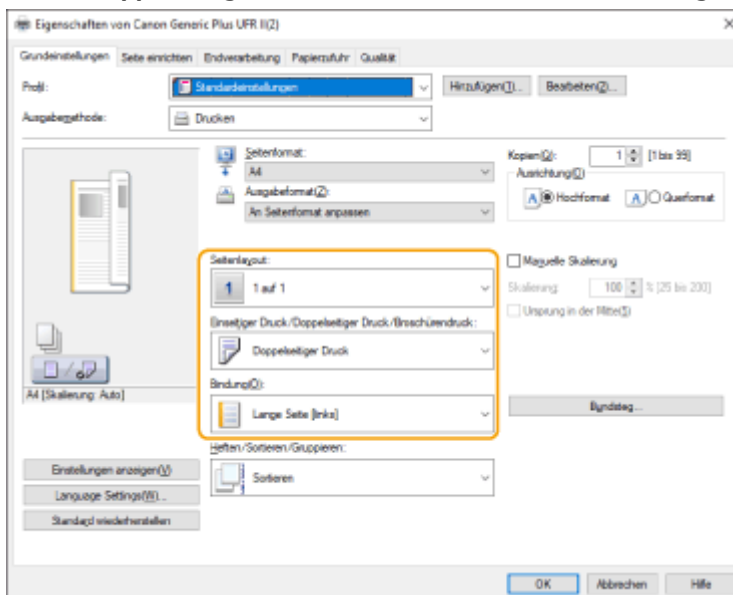 Eigenschaften von Canon Generic Plus UFR II(2)
Grundeinstellungen Seite einrichten Endverarbeitung Papierzufuhr Qualität
Profil: Standardeinstellungen Hinzufügen(1)... Bearbeiten(2)...
Ausgabemethode: Drucken
Seitenformat: Kopien(Q): 1 [1 bis 99]
A4 Ausrichtung(Q)
Ausgabeformat(Z): A Hochformat A Querformat
An Seitenformat anpassen
Seitenlayout: Manuelle Skalierung
1 1 auf 1 Skalierung: 100 % [25 bis 200]
Einseitiger Druck/Doppelseitiger Druck/Broschürendruck: Ursprung in der Mitte(5)
Doppelseitiger Druck
A4 [Skalierung: Auto] Bindung(O):
Lange Seite [links] Bundsteg...
Heften/Sortieren/Gruppieren:
Einstellungen anzeigen(V) Sortieren
Language Settings(W)...
Standard wiederherstellen
OK Abbrechen Hilfe